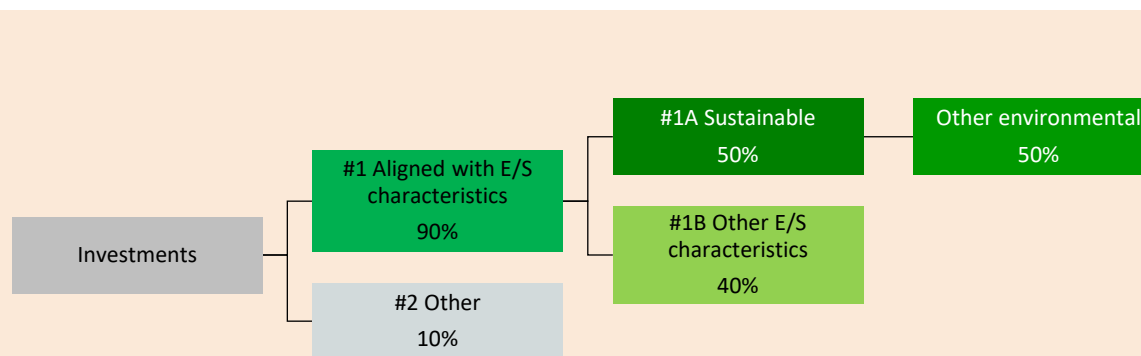 Investments
#1 Aligned with E/S
characteristics
90%
#2 Other
10%
#1A Sustainable
50%
#1B Other E/S
characteristics
40%
Other environmental
50%